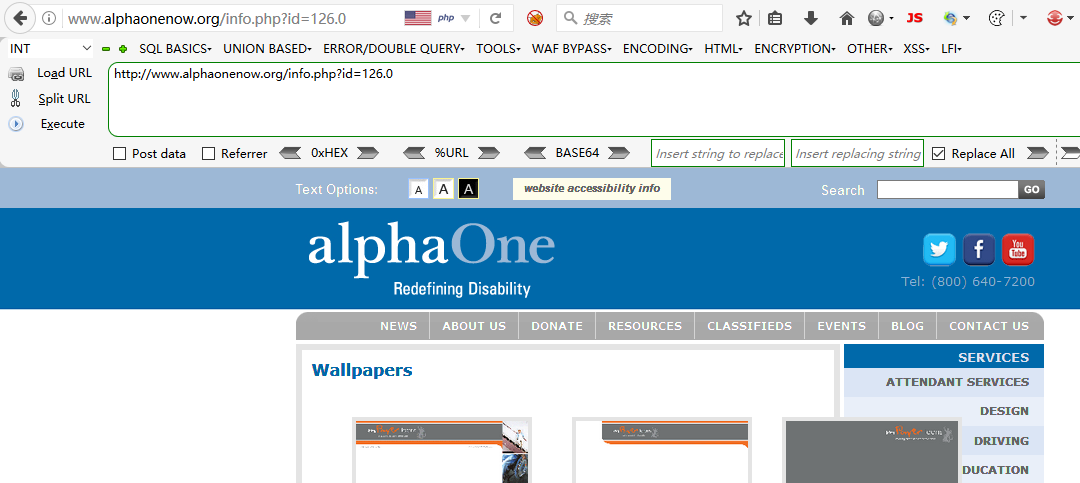 www.alphaonenow.org/info.php?id=126.0 php 搜索 JS
INT SQL BASICS UNION BASED ERROR/DOUBLE QUERY TOOLS WAF BYPASS ENCODING HTML ENCRYPTION OTHER XSS LFI
Load URL http://www.alphaonenow.org/info.php?id=126.0
Split URL
Execute
Post data Referrer 0xHEX %URL BASE64 Insert string to replace Insert replacing string Replace All
Text Options: A A A website accessibility info Search GO
alphaOne
Redefining Disability
You Tube
Tel: (800) 640-7200
NEWS ABOUT US DONATE RESOURCES CLASSIFIEDS EVENTS BLOG CONTACT US
Wallpapers
SERVICES
ATTENDANT SERVICES
DESIGN
DRIVING
DUCATION